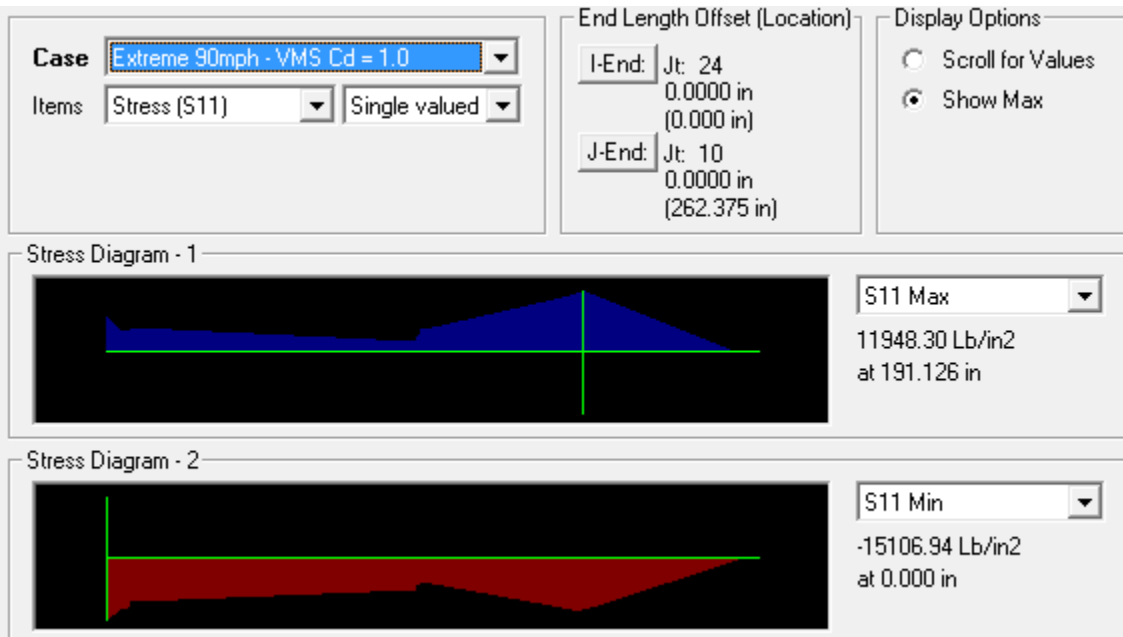 End Length Offset (Location)
Display Options
Case
Extreme 90mph - VMS Cd = 1.0
Items
Stress (S11)
Single valued
I-End:
Jt: 24
0.0000 in
(0.000 in)
J-End:
Jt: 10
0.0000 in
(262.375 in)
Scroll for Values
Show Max
Stress Diagram - 1
S11 Max
11948.30 Lb/in2
at 191.126 in
Stress Diagram - 2
S11 Min
-15106.94 Lb/in2
at 0.000 in